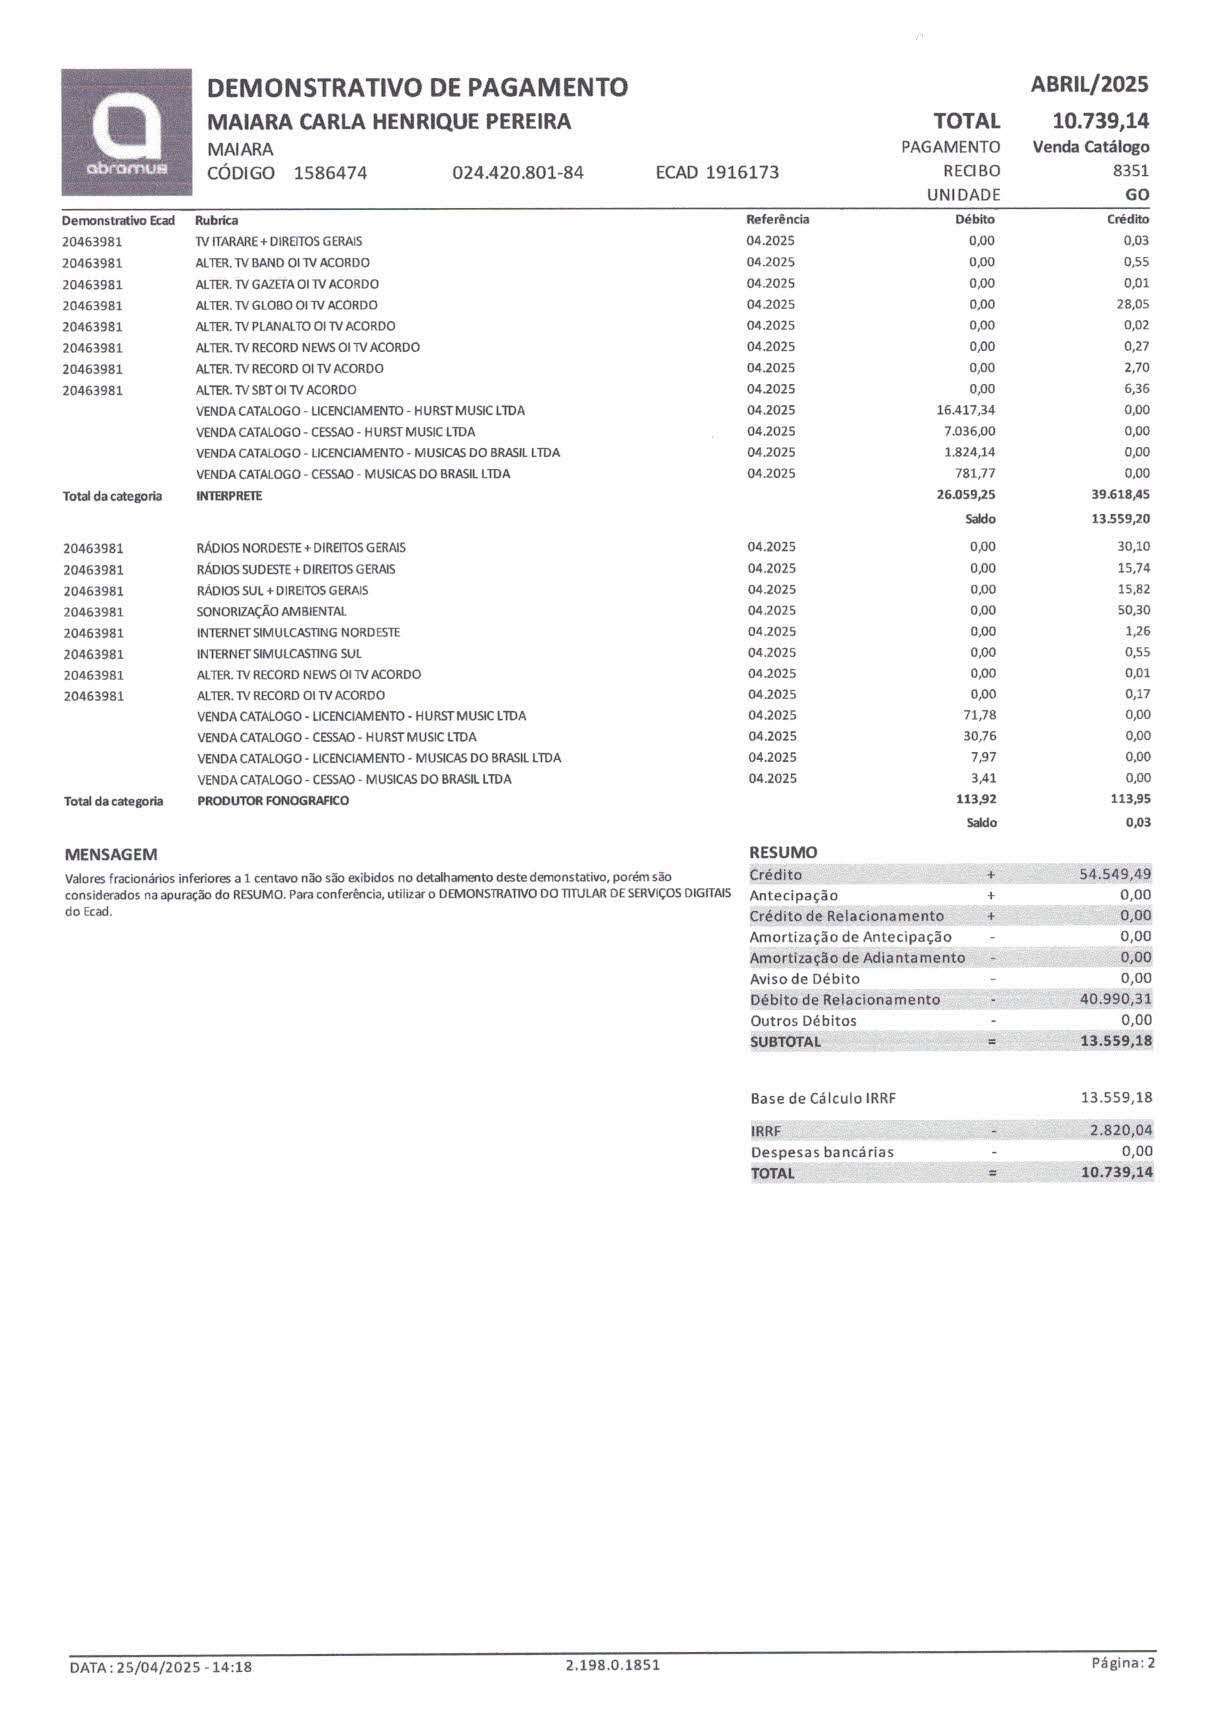 abramus
DEMONSTRATIVO DE PAGAMENTO ABRIL/2025
MAIARA CARLA HENRIQUE PEREIRA TOTAL 10.739,14
MAIARA PAGAMENTO Venda Catálogo
CÓDIGO 1586474 024.420.801-84 ECAD 1916173 RECIBO 8351
UNIDADE GO
Demonstrativo Ecad Rubrica Referência Débito Crédito
20463981 TV ITARARE + DIREITOS GERAIS 04.2025 0,00 0,03
20463981 ALTER. TV BAND OI TV ACORDO 04.2025 0,00 0,55
20463981 ALTER. TV GAZETA OI TV ACORDO 04.2025 0,00 0,01
20463981 ALTER. TV GLOBO OI TV ACORDO 04.2025 0,00 28,05
20463981 ALTER. TV PLANALTO OI TV ACORDO 04.2025 0,00 0,02
20463981 ALTER. TV RECORD NEWS OI TV ACORDO 04.2025 0,00 0,27
20463981 ALTER. TV RECORD OI TV ACORDO 04.2025 0,00 2,70
20463981 ALTER. TV SBT OI TV ACORDO 04.2025 0,00 6,36
VENDA CATALOGO - LICENCIAMENTO - HURST MUSIC LTDA 04.2025 16.417,34 0,00
VENDA CATALOGO - CESSAO - HURST MUSIC LTDA 04.2025 7.036,00 0,00
VENDA CATALOGO - LICENCIAMENTO - MUSICAS DO BRASIL LTDA 04.2025 1.824,14 0,00
VENDA CATALOGO - CESSAO - MUSICAS DO BRASIL LTDA 04.2025 781,77 0,00
Total da categoria INTERPRETE 26.059,25 39.618,45
Saldo 13.559,20
20463981 RÁDIOS NORDESTE + DIREITOS GERAIS 04.2025 0,00 30,10
20463981 RÁDIOS SUDESTE + DIREITOS GERAIS 04.2025 0,00 15,74
20463981 RÁDIOS SUL + DIREITOS GERAIS 04.2025 0,00 15,82
20463981 SONORIZAÇÃO AMBIENTAL 04.2025 0,00 50,30
20463981 INTERNET SIMULCASTING NORDESTE 04.2025 0,00 1,26
20463981 INTERNET SIMULCASTING SUL 04.2025 0,00 0,55
20463981 ALTER. TV RECORD NEWS OI TV ACORDO 04.2025 0,00 0,01
20463981 ALTER. TV RECORD OI TV ACORDO 04.2025 0,00 0,17
VENDA CATALOGO - LICENCIAMENTO - HURST MUSIC LTDA 04.2025 71,78 0,00
VENDA CATALOGO - CESSAO - HURST MUSIC LTDA 04.2025 30,76 0,00
VENDA CATALOGO - LICENCIAMENTO - MUSICAS DO BRASIL LTDA 04.2025 7,97 0,00
VENDA CATALOGO - CESSAO - MUSICAS DO BRASIL LTDA 04.2025 3,41 0,00
Total da categoria PRODUTOR FONOGRAFICO 113,92 113,95
Saldo 0,03
MENSAGEM
Valores fracionários inferiores a 1 centavo não são exibidos no detalhamento deste demonstativo, porém são
considerados na apuração do RESUMO. Para conferência, utilizar o DEMONSTRATIVO DO TITULAR DE SERVIÇOS DIGITAIS
do Ecad.
RESUMO
Crédito + 54.549,49
Antecipação + 0,00
Crédito de Relacionamento + 0,00
Amortização de Antecipação - 0,00
Amortização de Adiantamento - 0,00
Aviso de Débito - 0,00
Débito de Relacionamento - 40.990,31
Outros Débitos - 0,00
SUBTOTAL = 13.559,18
Base de Cálculo IRRF 13.559,18
IRRF - 2.820,04
Despesas bancárias - 0,00
TOTAL = 10.739,14
DATA : 25/04/2025 - 14:18 2.198.0.1851 Página: 2